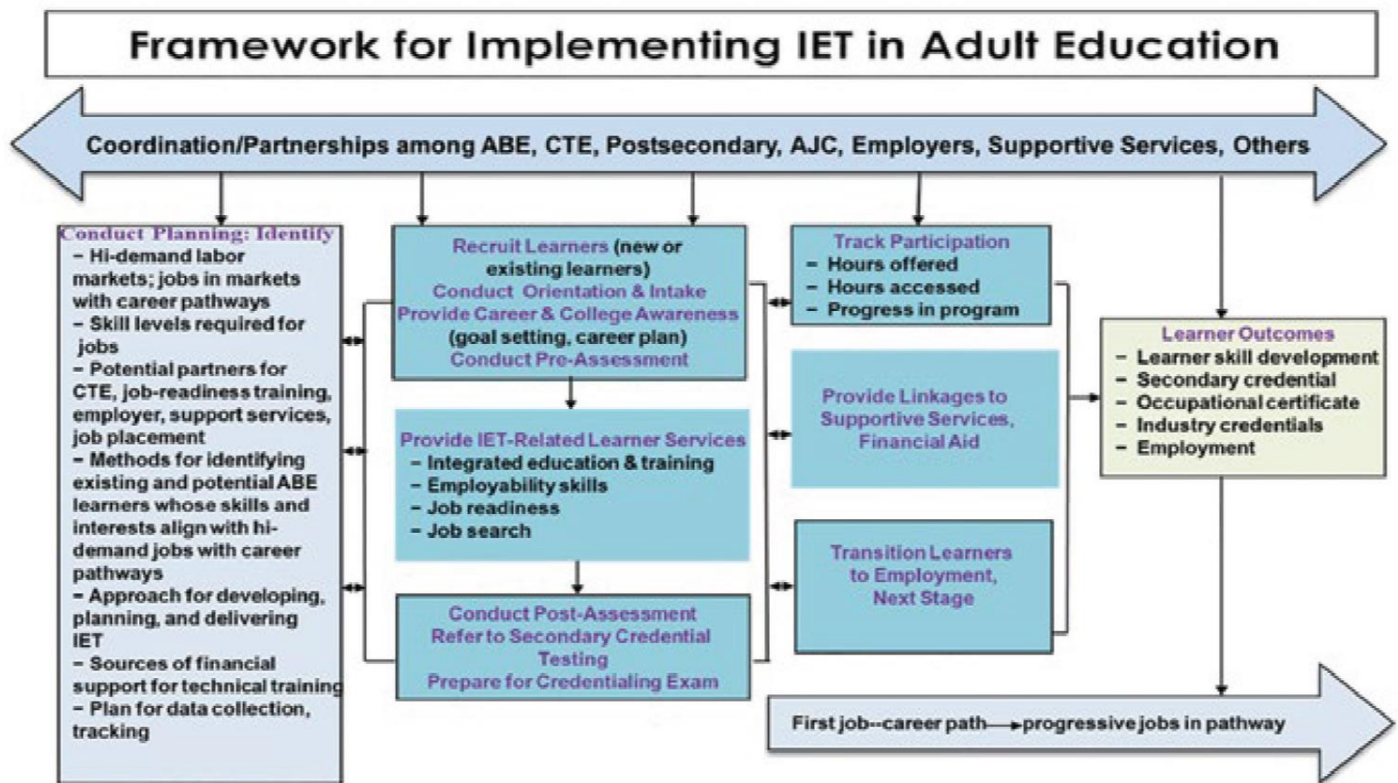 Framework for Implementing IET in Adult Education
Coordination/Partnerships among ABE, CTE, Postsecondary, AJC, Employers, Supportive Services, Others
Conduct Planning: Identify
− Hi-demand labor
markets; jobs in markets
with career pathways
− Skill levels required for
jobs
− Potential partners for
CTE, job-readiness training,
employer, support services,
job placement
− Methods for identifying
existing and potential ABE
learners whose skills and
interests align with hi-
demand jobs with career
pathways
− Approach for developing,
planning, and delivering
IET
− Sources of financial
support for technical training
− Plan for data collection,
tracking
Recruit Learners (new or
existing learners)
Conduct Orientation & Intake
Provide Career & College Awareness
(goal setting, career plan)
Conduct Pre-Assessment
Provide IET-Related Learner Services
− Integrated education & training
− Employability skills
− Job readiness
− Job search
Conduct Post-Assessment
Refer to Secondary Credential
Testing
Prepare for Credentialing Exam
Track Participation
− Hours offered
− Hours accessed
− Progress in program
Provide Linkages to
Supportive Services,
Financial Aid
Transition Learners
to Employment,
Next Stage
Learner Outcomes
− Learner skill development
− Secondary credential
− Occupational certificate
− Industry credentials
− Employment
First job--career path→progressive jobs in pathway